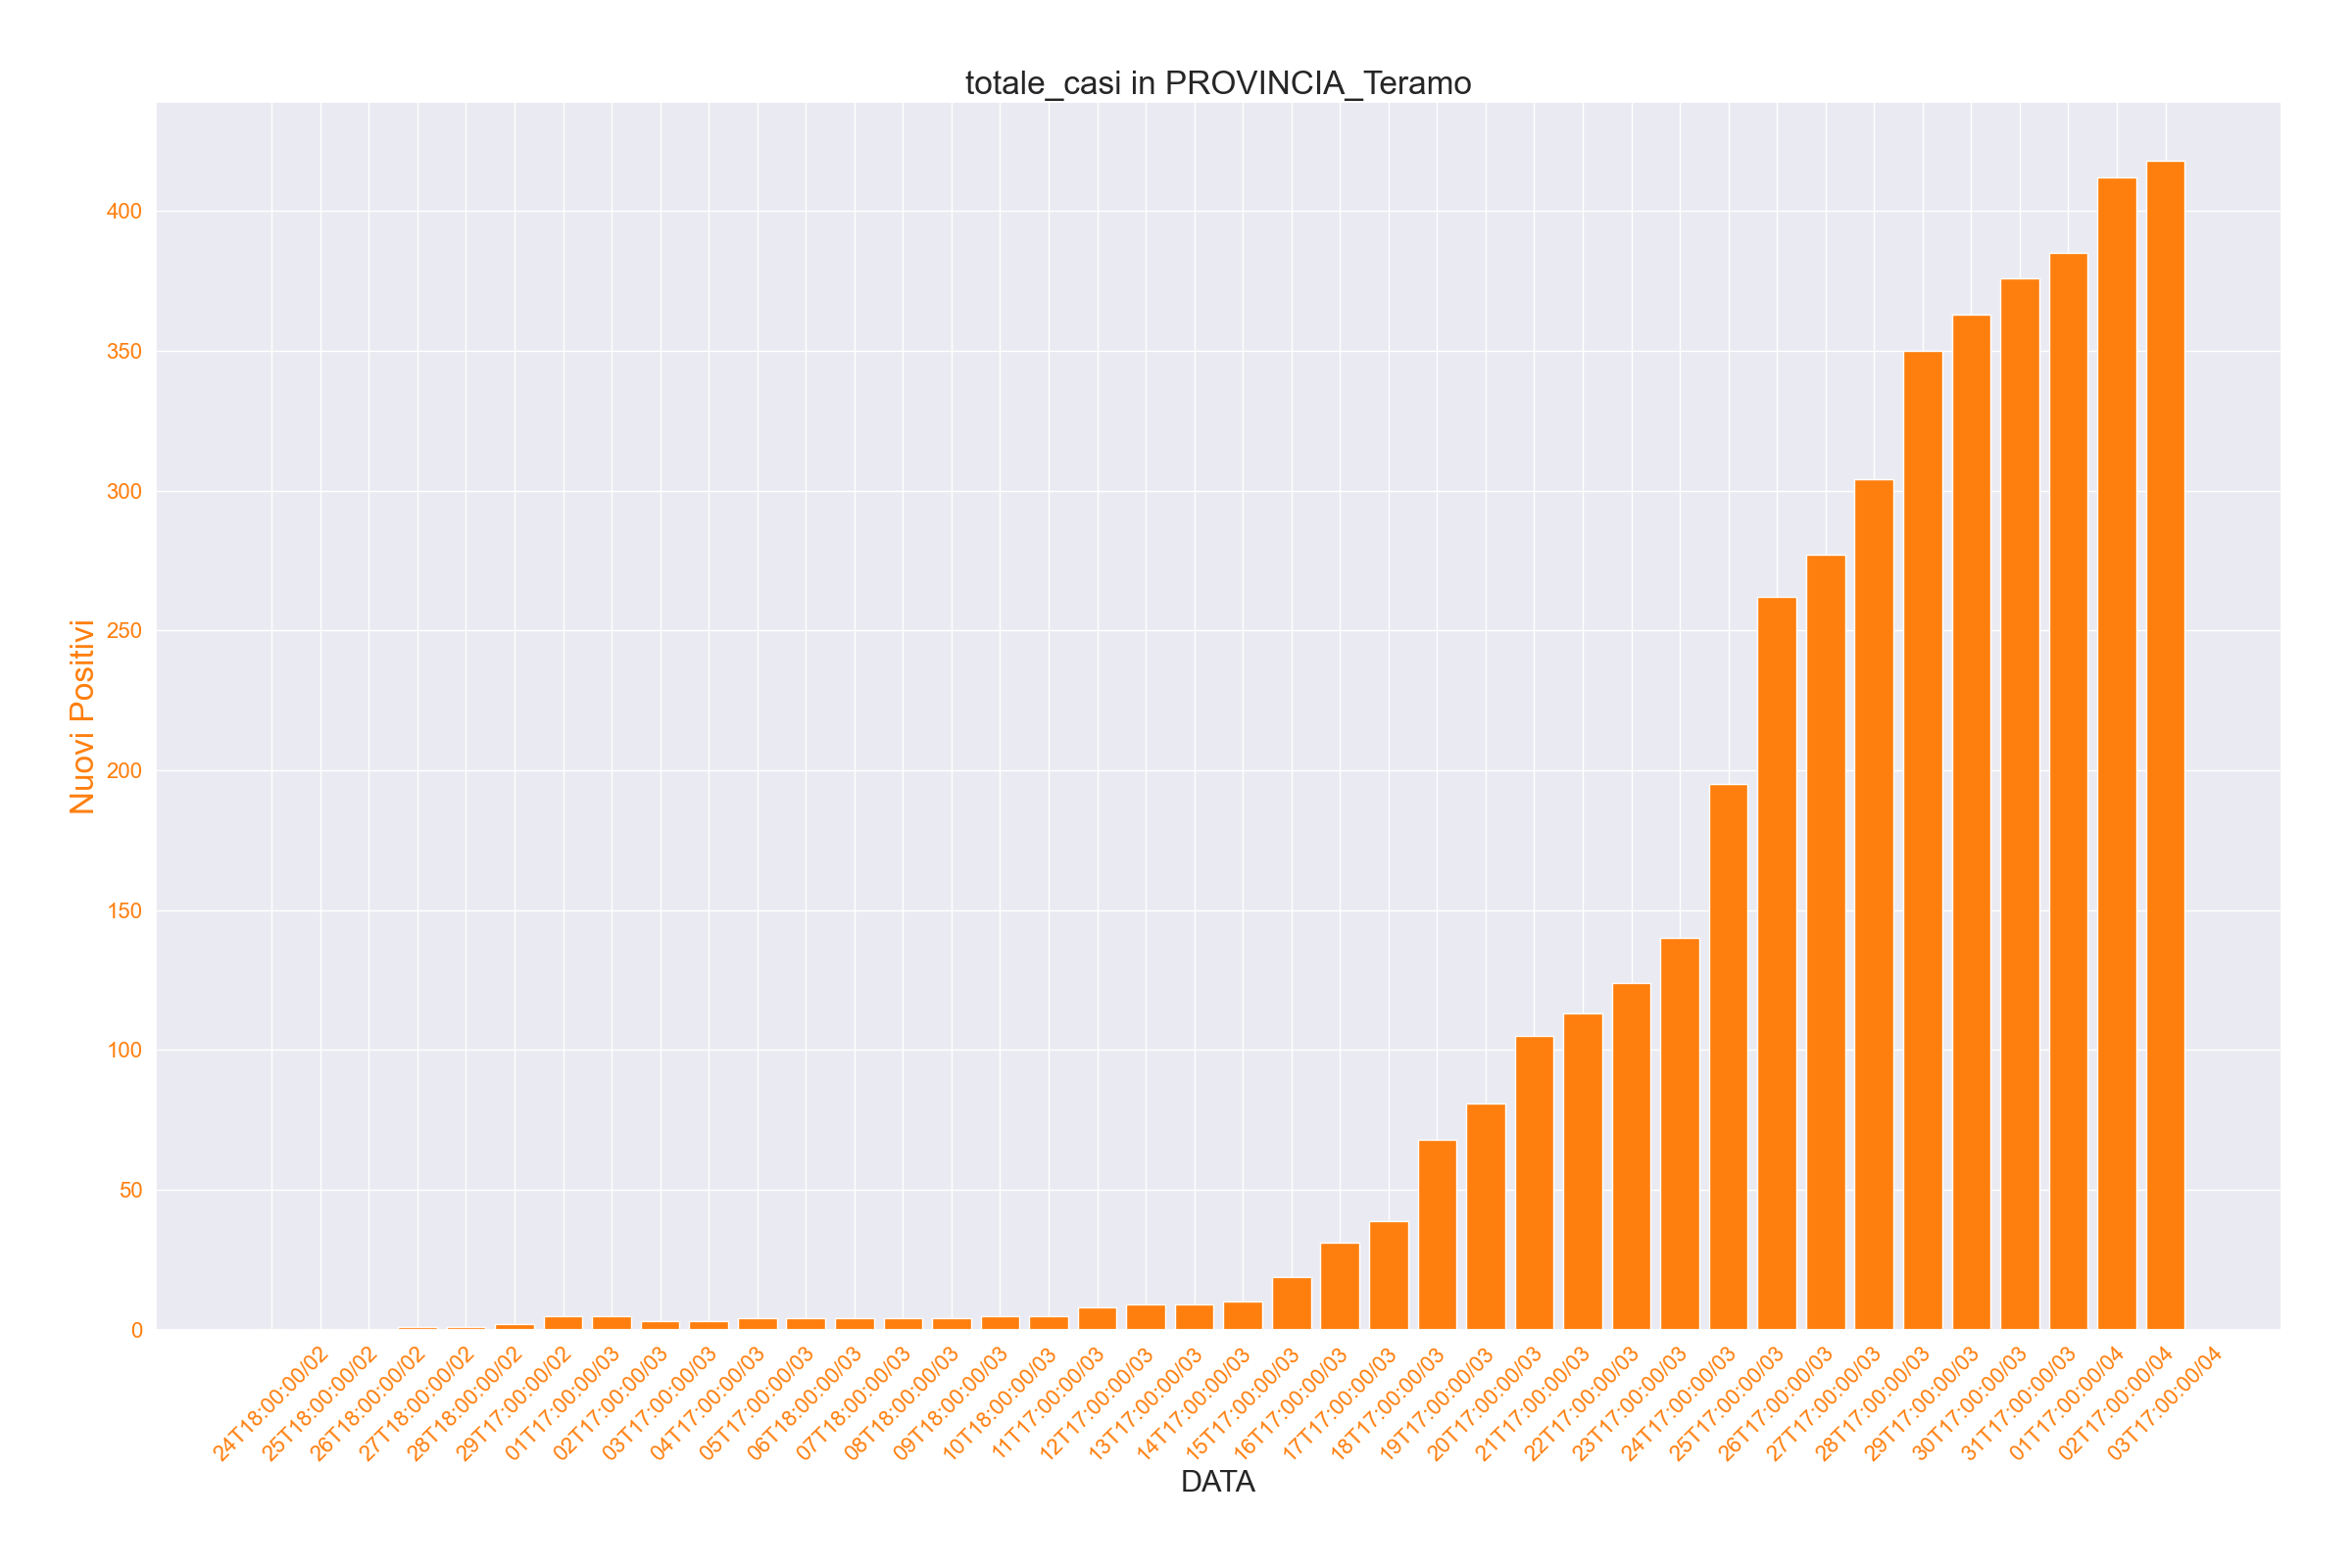 totale_casi in PROVINCIA_Teramo
Nuovi Positivi
400
350
300
250
200
150
100
50
0
24T18:00:00/02
25T18:00:00/02
26T18:00:00/02
27T18:00:00/02
28T18:00:00/02
29T17:00:00/02
01T17:00:00/03
02T17:00:00/03
03T17:00:00/03
04T17:00:00/03
05T17:00:00/03
06T18:00:00/03
07T18:00:00/03
08T18:00:00/03
09T18:00:00/03
10T18:00:00/03
11T17:00:00/03
12T17:00:00/03
13T17:00:00/03
14T17:00:00/03
15T17:00:00/03
16T17:00:00/03
17T17:00:00/03
18T17:00:00/03
19T17:00:00/03
20T17:00:00/03
21T17:00:00/03
22T17:00:00/03
23T17:00:00/03
24T17:00:00/03
25T17:00:00/03
26T17:00:00/03
27T17:00:00/03
28T17:00:00/03
29T17:00:00/03
30T17:00:00/03
31T17:00:00/03
01T17:00:00/04
02T17:00:00/04
03T17:00:00/04
DATA